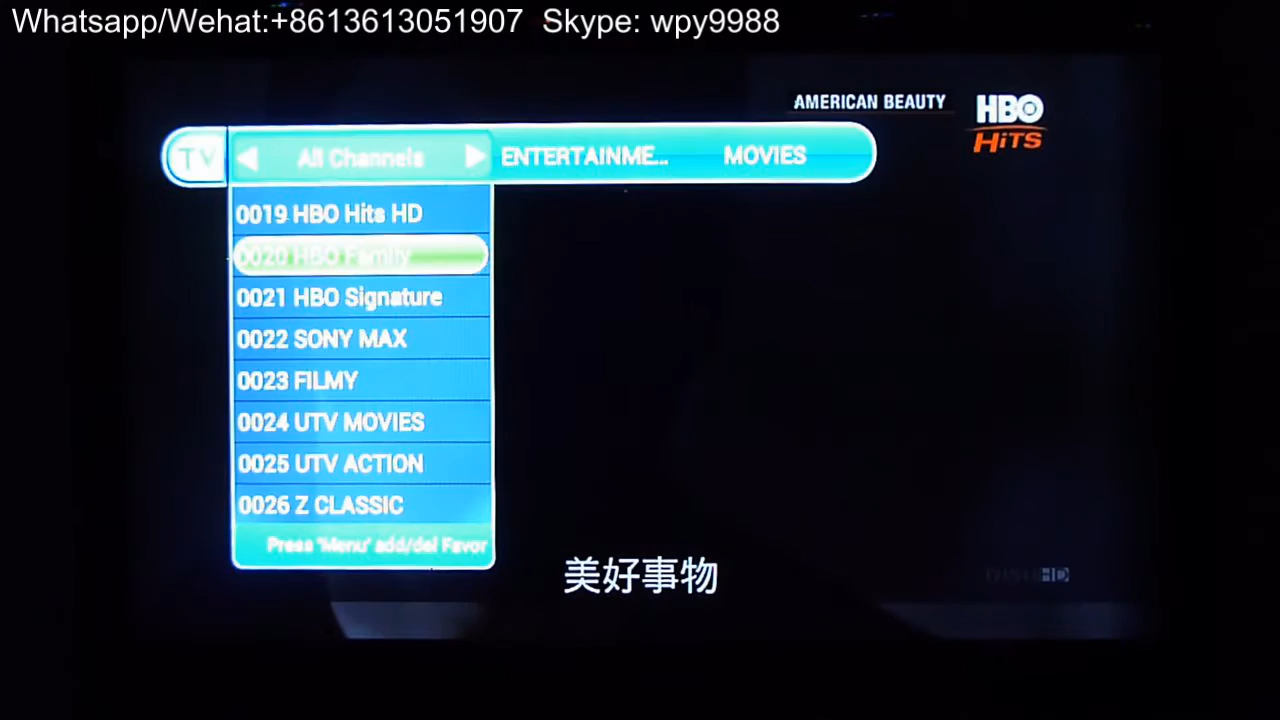 Whatsapp/Wehat:+8613613051907 Skype: wpy9988
AMERICAN BEAUTY
HBO
HiTS
TV
All Channels
ENTERTAINME...
MOVIES
0019 HBO Hits HD
0020 HBO Family
0021 HBO Signature
0022 SONY MAX
0023 FILMY
0024 UTV MOVIES
0025 UTV ACTION
0026 Z CLASSIC
Press 'Menu' add/del Favor
美好事物
HD